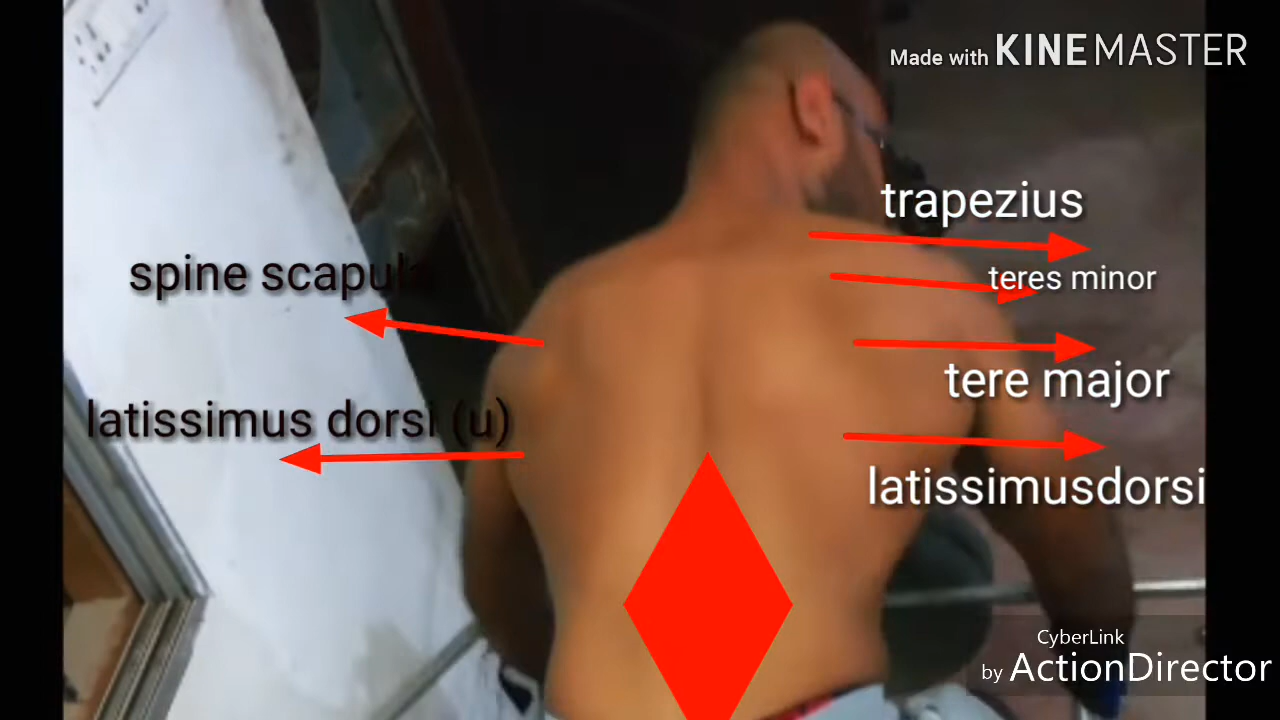 Made with KINEMASTER
trapezius
spine scapula
teres minor
tere major
latissimus dorsi (u)
latissimusdorsi
CyberLink
by ActionDirector